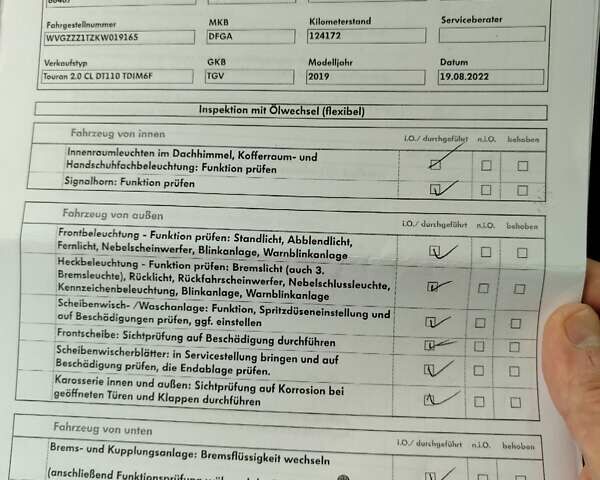 Fahrgestellnummer MKB Kilometerstand Serviceberater
WVGZZZ1TZKW019165 DFGA 124172
Verkaufstyp GKB Modelljahr Datum
Touran 2.0 CL DT110 TDIM6F TGV 2019 19.08.2022
Inspektion mit Ölwechsel (flexibel)
Fahrzeug von innen i.O./ durchgeführt n.i.O. behoben
Innenraumleuchten im Dachhimmel, Kofferraum- und
Handschuhfachbeleuchtung: Funktion prüfen
Signalhorn: Funktion prüfen
Fahrzeug von außen i.O./ durchgeführt n.i.O. behoben
Frontbeleuchtung - Funktion prüfen: Standlicht, Abblendlicht,
Fernlicht, Nebelscheinwerfer, Blinkanlage, Warnblinkanlage
Heckbeleuchtung - Funktion prüfen: Bremslicht (auch 3.
Bremsleuchte), Rücklicht, Rückfahrscheinwerfer, Nebelschlussleuchte,
Kennzeichenbeleuchtung, Blinkanlage, Warnblinkanlage
Scheibenwisch- /Waschanlage: Funktion, Spritzdüseneinstellung und
auf Beschädigungen prüfen, ggf. einstellen
Frontscheibe: Sichtprüfung auf Beschädigung durchführen
Scheibenwischerblätter: in Servicestellung bringen und auf
Beschädigung prüfen, die Endablage prüfen.
Karosserie innen und außen: Sichtprüfung auf Korrosion bei
geöffneten Türen und Klappen durchführen
Fahrzeug von unten i.O./ durchgeführt n.i.O. behoben
Brems- und Kupplungsanlage: Bremsflüssigkeit wechseln
(anschließend Funktionsprüfung